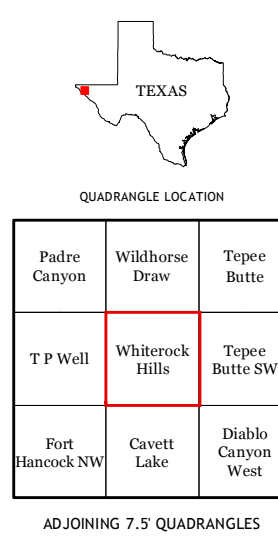 TEXAS
QUADRANGLE LOCATION
Padre
Canyon
Wildhorse
Draw
Tepee
Butte
T P Well
Whiterock
Hills
Tepee
Butte SW
Fort
Hancock NW
Cavett
Lake
Diablo
Canyon
West
ADJOINING 7.5' QUADRANGLES